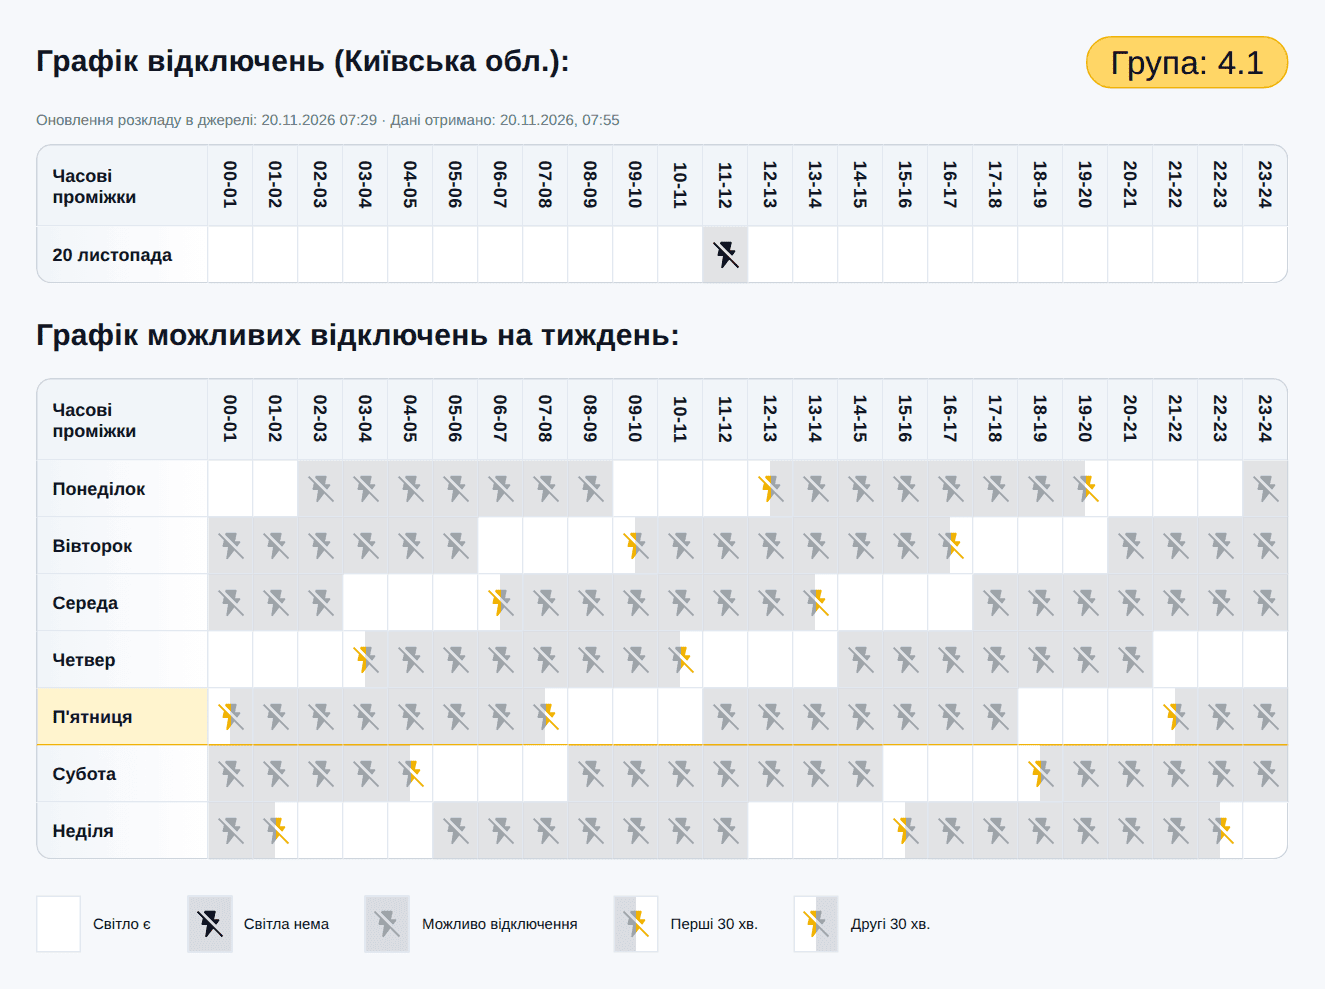 Графік відключень (Київська обл.):
Група: 4.1
Оновлення розкладу в джерелі: 20.11.2026 07:29 · Дані отримано: 20.11.2026, 07:55
Часові проміжки 00-01 01-02 02-03 03-04 04-05 05-06 06-07 07-08 08-09 09-10 10-11 11-12 12-13 13-14 14-15 15-16 16-17 17-18 18-19 19-20 20-21 21-22 22-23 23-24
20 листопада
Графік можливих відключень на тиждень:
Часові проміжки 00-01 01-02 02-03 03-04 04-05 05-06 06-07 07-08 08-09 09-10 10-11 11-12 12-13 13-14 14-15 15-16 16-17 17-18 18-19 19-20 20-21 21-22 22-23 23-24
Понеділок
Вівторок
Середа
Четвер
П'ятниця
Субота
Неділя
Світло є Світла нема Можливо відключення Перші 30 хв. Другі 30 хв.